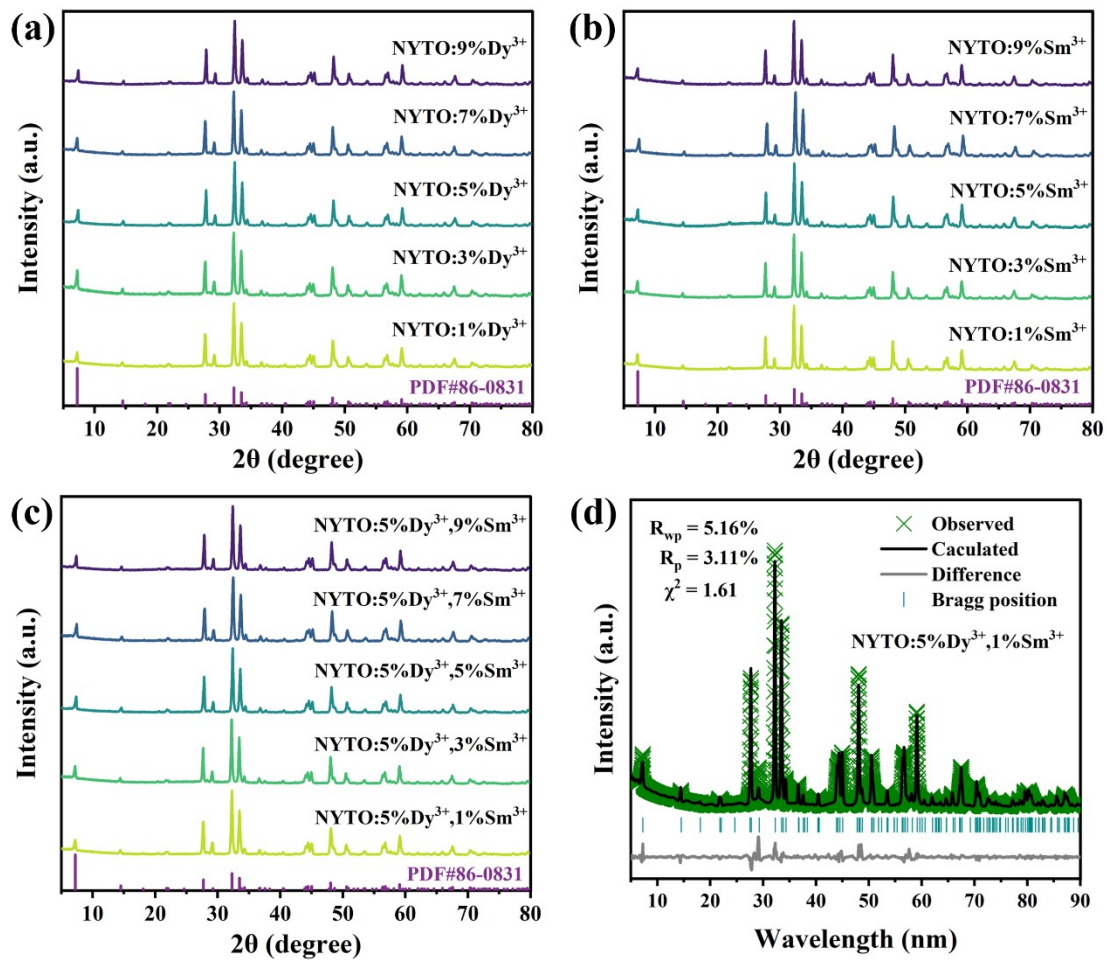 (a)
NYTO:9%Dy³⁺
NYTO:7%Dy³⁺
NYTO:5%Dy³⁺
NYTO:3%Dy³⁺
NYTO:1%Dy³⁺
PDF#86-0831
Intensity (a.u.)
10 20 30 40 50 60 70 80
2θ (degree)
(b)
NYTO:9%Sm³⁺
NYTO:7%Sm³⁺
NYTO:5%Sm³⁺
NYTO:3%Sm³⁺
NYTO:1%Sm³⁺
PDF#86-0831
Intensity (a.u.)
10 20 30 40 50 60 70 80
2θ (degree)
(c)
NYTO:5%Dy³⁺,9%Sm³⁺
NYTO:5%Dy³⁺,7%Sm³⁺
NYTO:5%Dy³⁺,5%Sm³⁺
NYTO:5%Dy³⁺,3%Sm³⁺
NYTO:5%Dy³⁺,1%Sm³⁺
PDF#86-0831
Intensity (a.u.)
10 20 30 40 50 60 70 80
2θ (degree)
(d)
R_wp = 5.16%
R_p = 3.11%
χ² = 1.61
Observed
Caculated
Difference
Bragg position
NYTO:5%Dy³⁺,1%Sm³⁺
Intensity (a.u.)
10 20 30 40 50 60 70 80 90
Wavelength (nm)